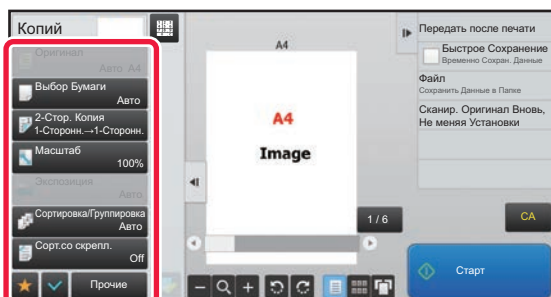 Копий
Оригинал
Авто A4
Выбор Бумаги
Авто
2-Стор. Копия
1-Сторонн.→1-Сторонн.
Масштаб
100%
Экспозиция
Авто
Сортировка/Группировка
Авто
Сорт.со скрепл.
Off
Прочие
A4
A4
Image
1 / 6
Передать после печати
Быстрое Сохранение
Временно Сохран. Данные
Файл
Сохранить Данные в Папке
Сканир. Оригинал Вновь,
Не меняя Установки
CA
Старт